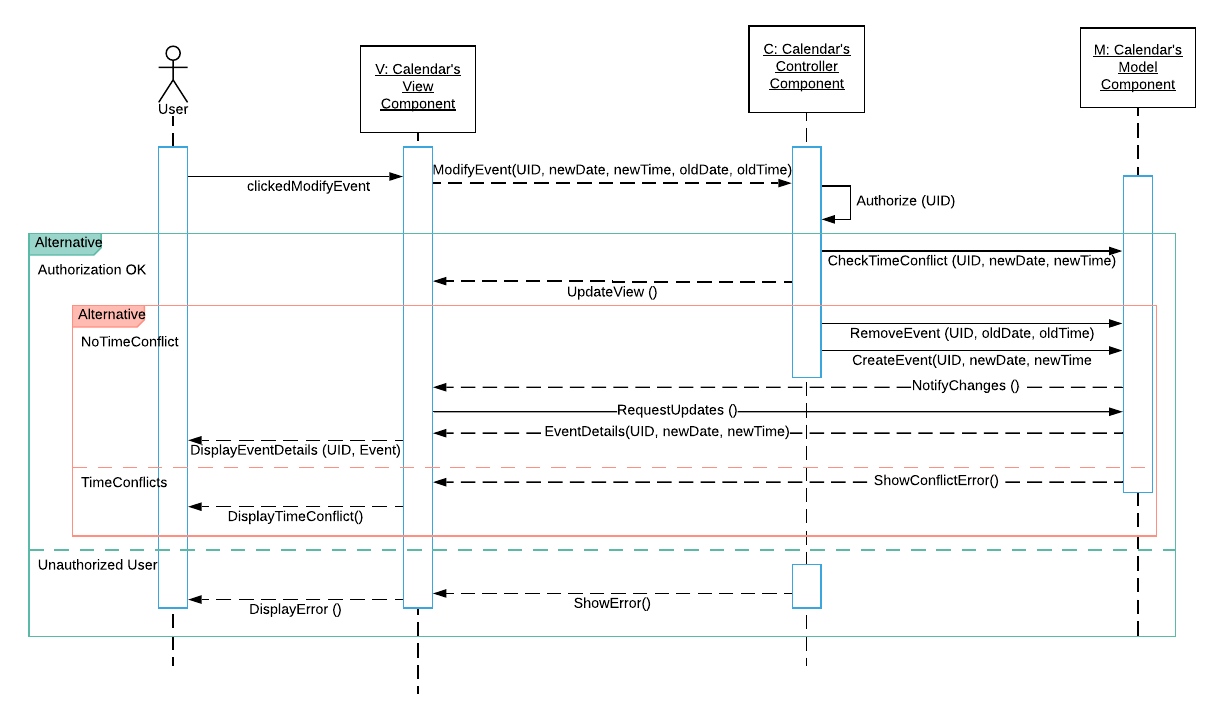 C: Calendar's
Controller
Component
M: Calendar's
Model
Component
V: Calendar's
View
Component
User
ModifyEvent(UID, newDate, newTime, oldDate, oldTime)
clickedModifyEvent
Authorize (UID)
Alternative
Authorization OK
CheckTimeConflict (UID, newDate, newTime)
UpdateView ()
Alternative
NoTimeConflict
RemoveEvent (UID, oldDate, oldTime)
CreateEvent(UID, newDate, newTime
NotifyChanges ()
RequestUpdates ()
EventDetails(UID, newDate, newTime)
DisplayEventDetails (UID, Event)
TimeConflicts
ShowConflictError()
DisplayTimeConflict()
Unauthorized User
ShowError()
DisplayError ()